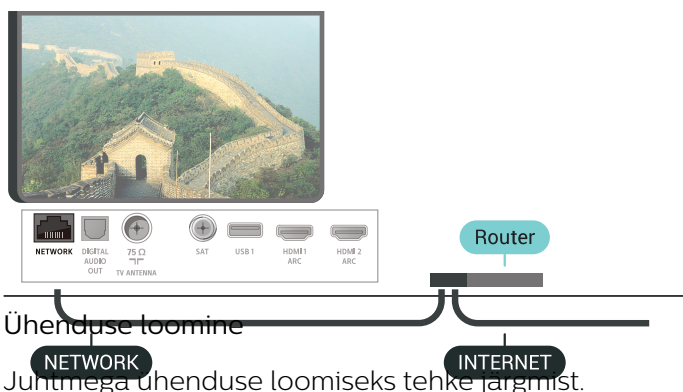 NETWORK DIGITAL AUDIO OUT 75 Ω TV ANTENNA SAT USB 1 HDMI 1 ARC HDMI 2 ARC
Router
Ühenduse loomine
NETWORK INTERNET
Juhtmega ühenduse loomiseks tehke järgmist.